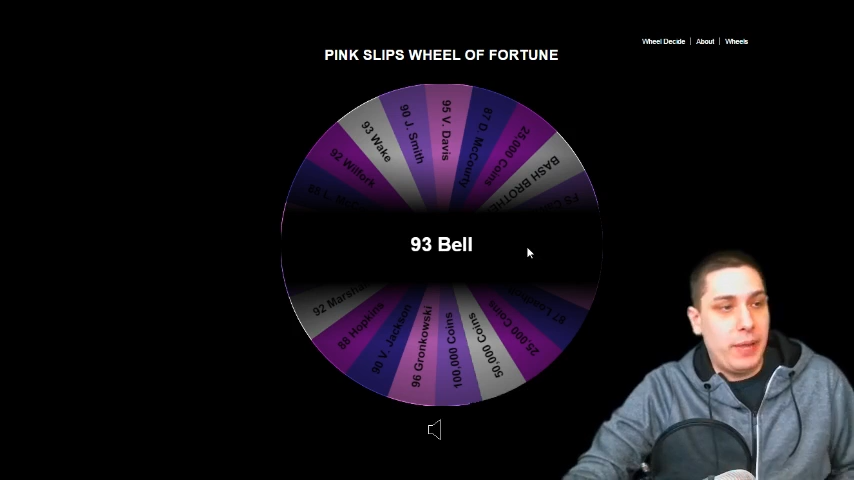 Wheel Decide | About | Wheels
PINK SLIPS WHEEL OF FORTUNE
92 Wilfork
93 Wake
90 J. Smith
95 V. Davis
87 D. McCourty
25,000 Coins
BASH BROTHE
93 Bell
92 Marsha
88 Hopkins
90 V. Jackson
96 Gronkowski
100,000 Coins
50,000 Coins
25,000 Coins